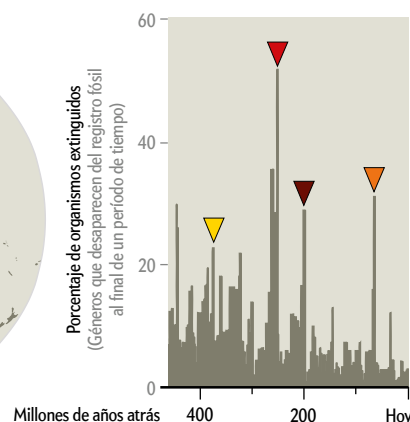 Porcentaje de organismos extinguidos
(Géneros que desaparecen del registro fósil
al final de un período de tiempo)
60
40
20
0
Millones de años atrás 400 200 Hoy